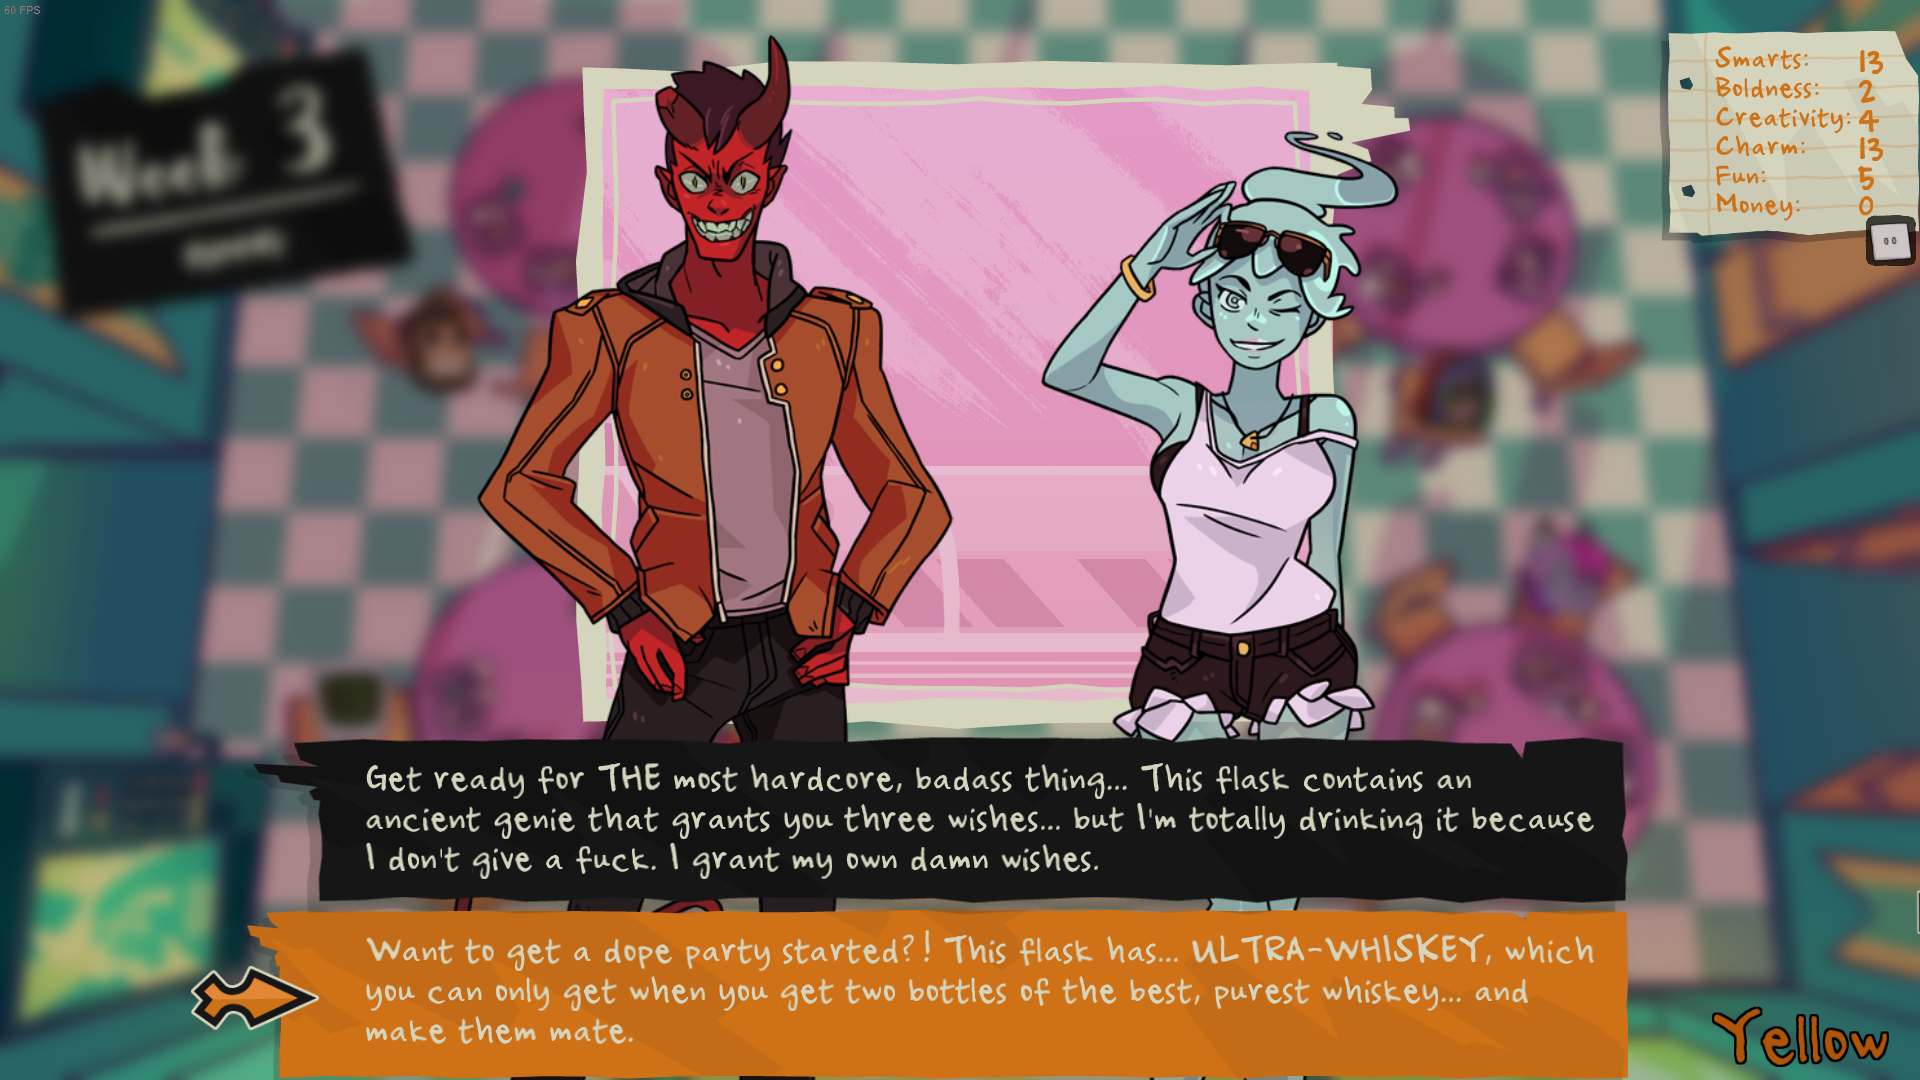 60 FPS
Week 3
noon
Smarts: 13
Boldness: 2
Creativity: 4
Charm: 13
Fun: 5
Money: 0
Get ready for THE most hardcore, badass thing... This flask contains an
ancient genie that grants you three wishes... but I'm totally drinking it because
I don't give a fuck. I grant my own damn wishes.
Want to get a dope party started?! This flask has... ULTRA-WHISKEY, which
you can only get when you get two bottles of the best, purest whiskey... and
make them mate.
Yellow